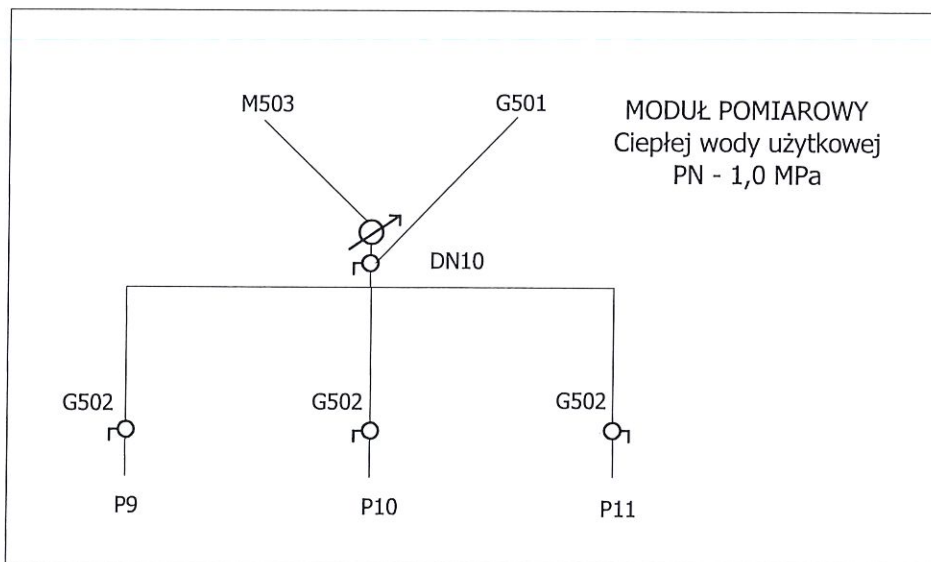 M503
G501
MODUŁ POMIAROWY
Ciepłej wody użytkowej
PN - 1,0 MPa
DN10
G502
G502
G502
P9
P10
P11